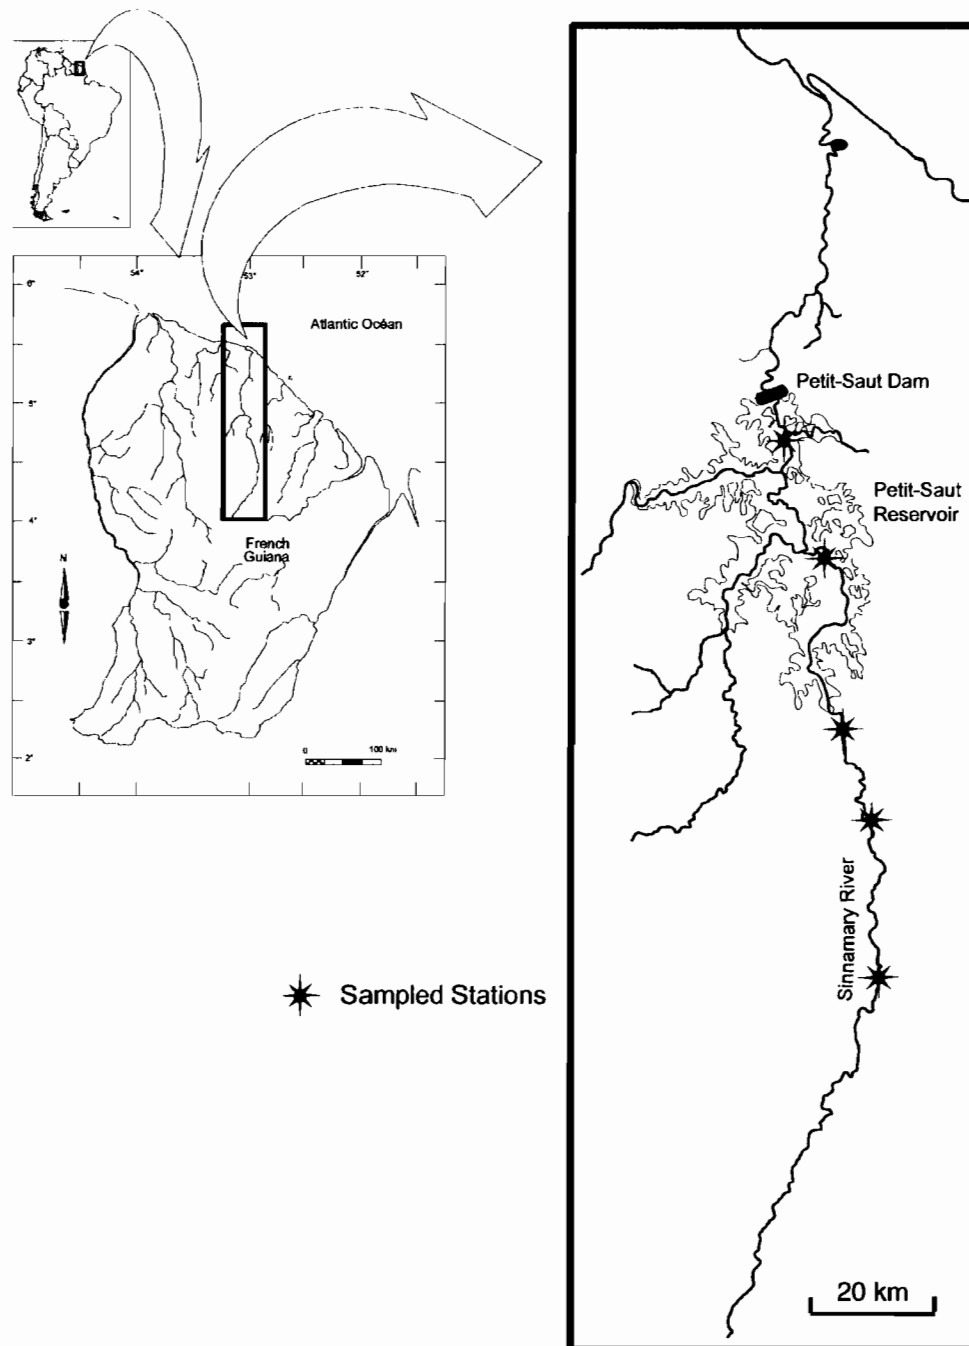 54°
53°
52°
6°
5°
4°
3°
2°
Atlantic Océan
French
Guiana
N
0
100 km
Sampled Stations
Petit-Saut Dam
Petit-Saut
Reservoir
Sinnamary River
20 km